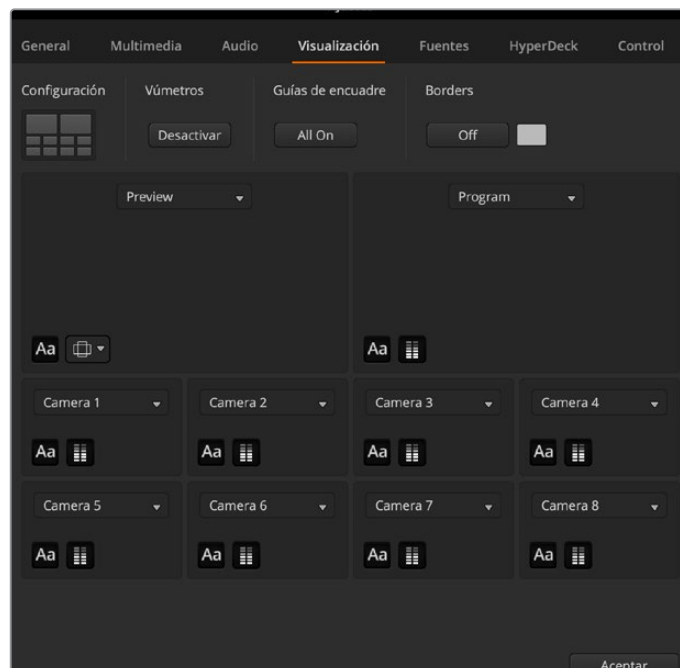 General Multimedia Audio Visualización Fuentes HyperDeck Control
Configuración Vúmetros Guías de encuadre Borders
Desactivar All On Off
Preview Program
Aa Aa
Camera 1 Camera 2 Camera 3 Camera 4
Aa Aa Aa Aa
Camera 5 Camera 6 Camera 7 Camera 8
Aa Aa Aa Aa
Aceptar